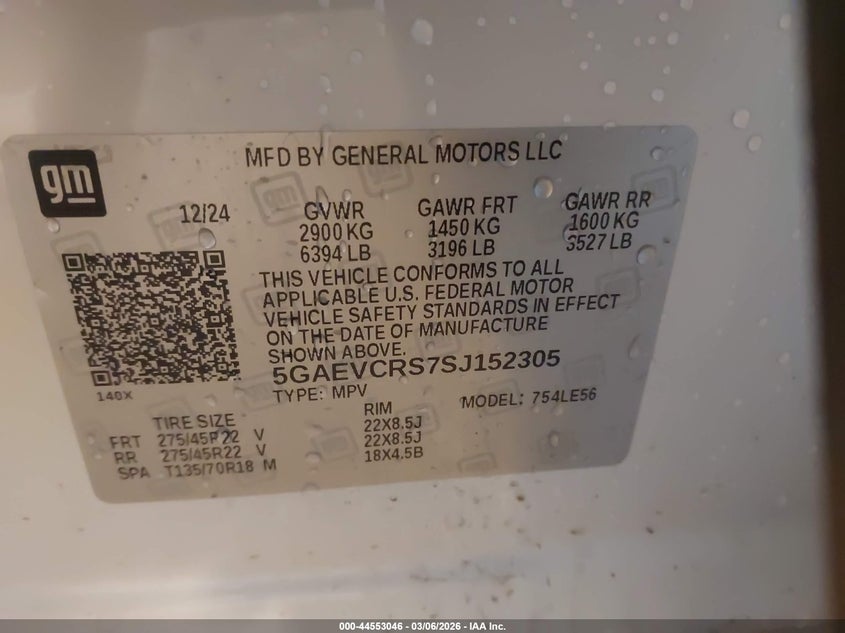 gm
MFD BY GENERAL MOTORS LLC
12/24
GVWR
2900 KG
6394 LB
GAWR FRT
1450 KG
3196 LB
GAWR RR
1600 KG
3527 LB
THIS VEHICLE CONFORMS TO ALL
APPLICABLE U.S. FEDERAL MOTOR
VEHICLE SAFETY STANDARDS IN EFFECT
ON THE DATE OF MANUFACTURE
SHOWN ABOVE.
5GAEVCRS7SJ152305
TYPE: MPV
MODEL: 754LE56
140X
TIRE SIZE
RIM
FRT 275/45R22 V 22X8.5J
RR 275/45R22 V 22X8.5J
SPA T135/70R18 M 18X4.5B
000-44553046 - 03/06/2026 - IAA Inc.